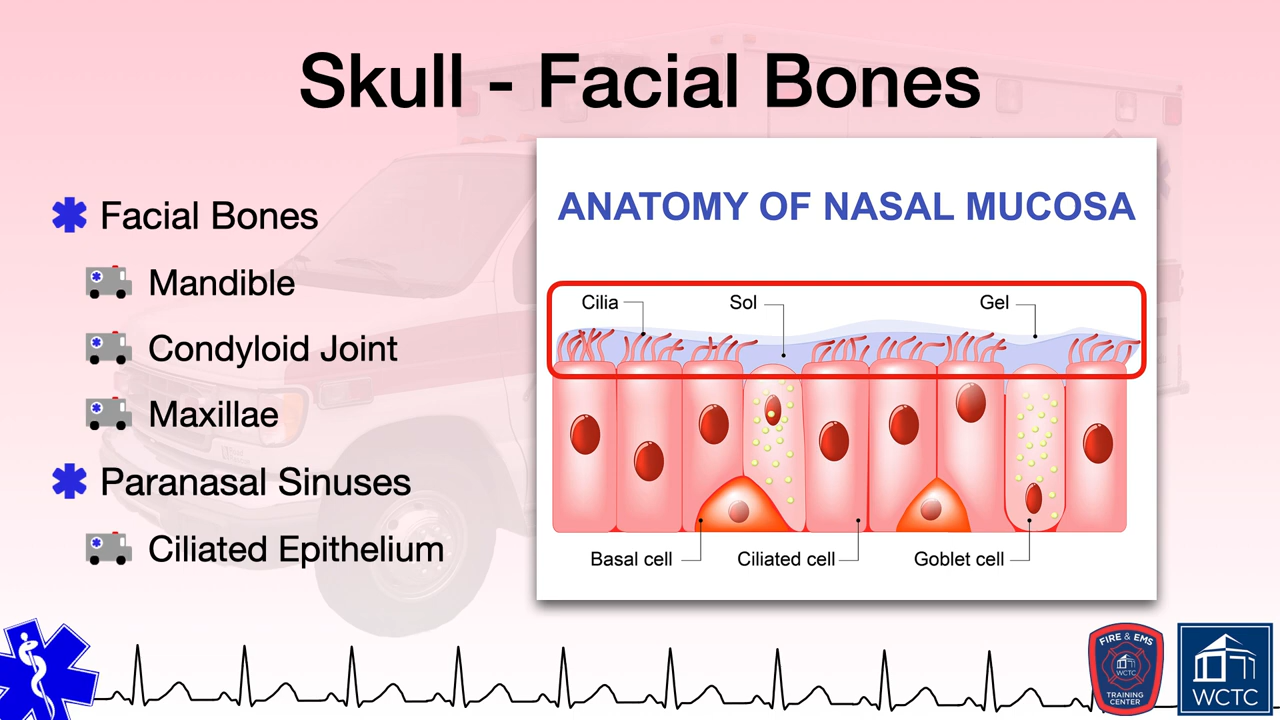 Skull - Facial Bones
Facial Bones
Mandible
Condyloid Joint
Maxillae
Paranasal Sinuses
Ciliated Epithelium
ANATOMY OF NASAL MUCOSA
Cilia
Sol
Gel
Basal cell
Ciliated cell
Goblet cell
FIRE & EMS
WCTC
TRAINING
CENTER
WCTC